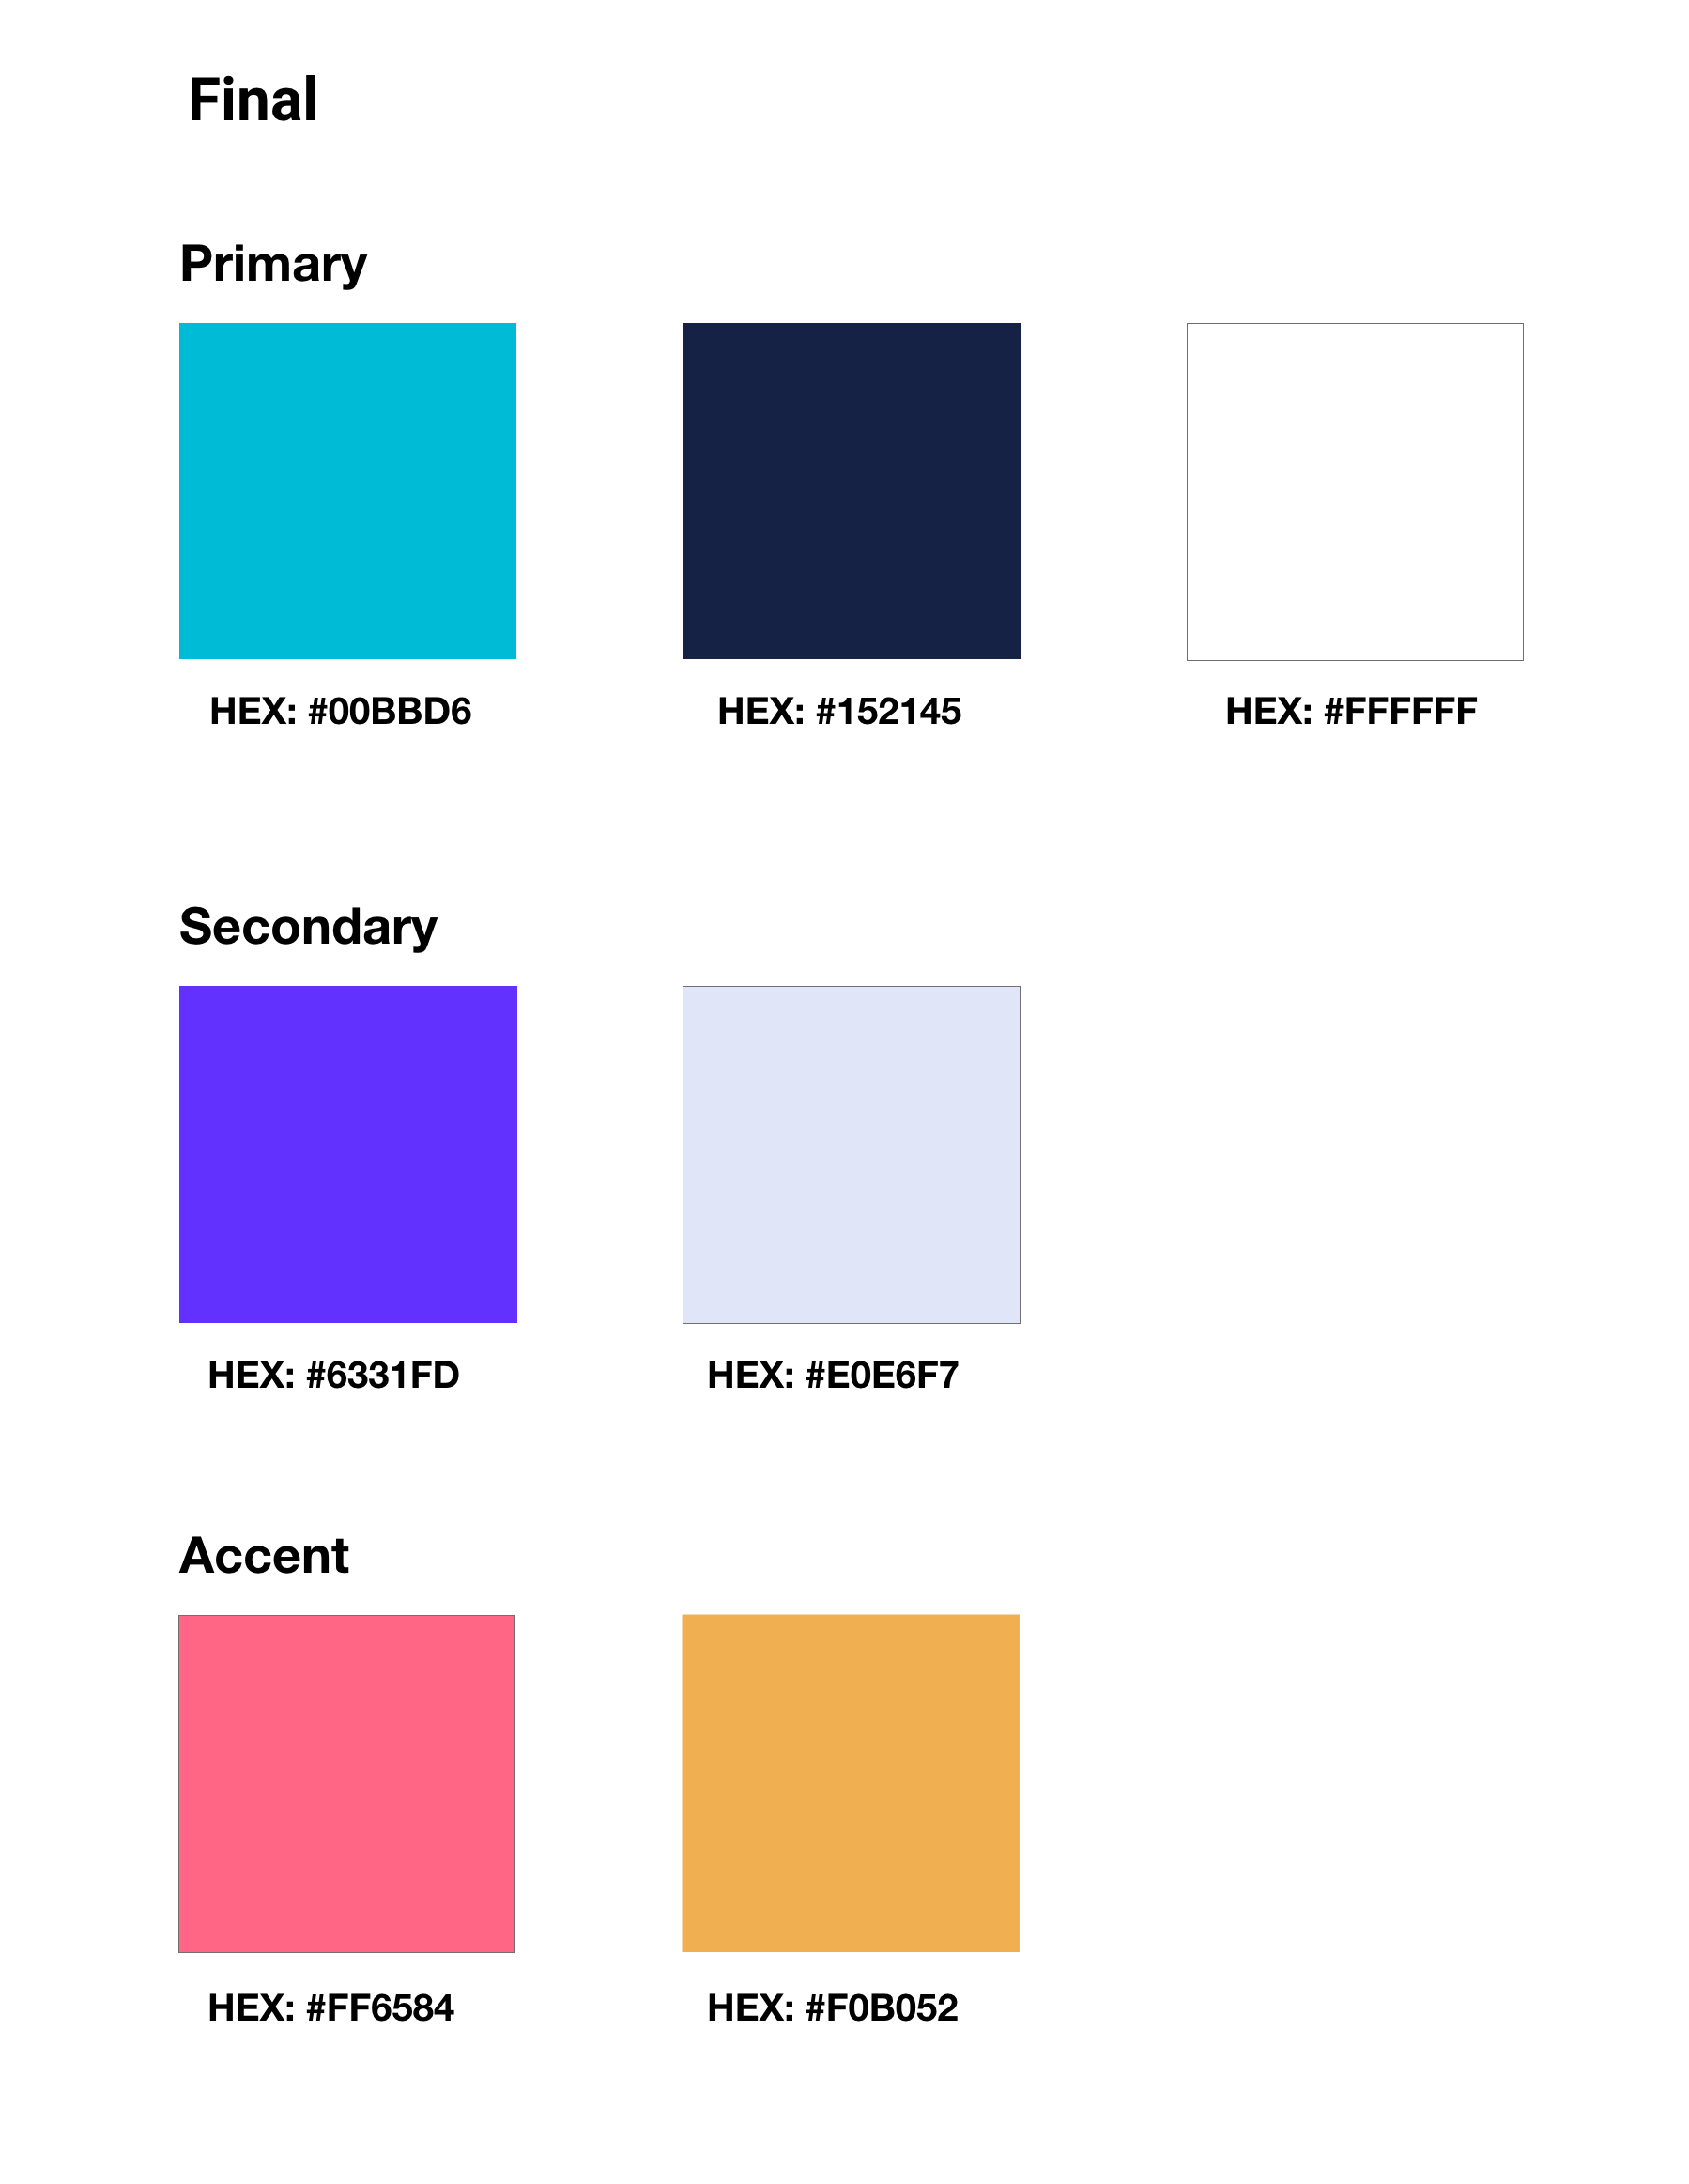 Final
Primary
HEX: #00BBD6 HEX: #152145 HEX: #FFFFFF
Secondary
HEX: #6331FD HEX: #E0E6F7
Accent
HEX: #FF6584 HEX: #F0B052